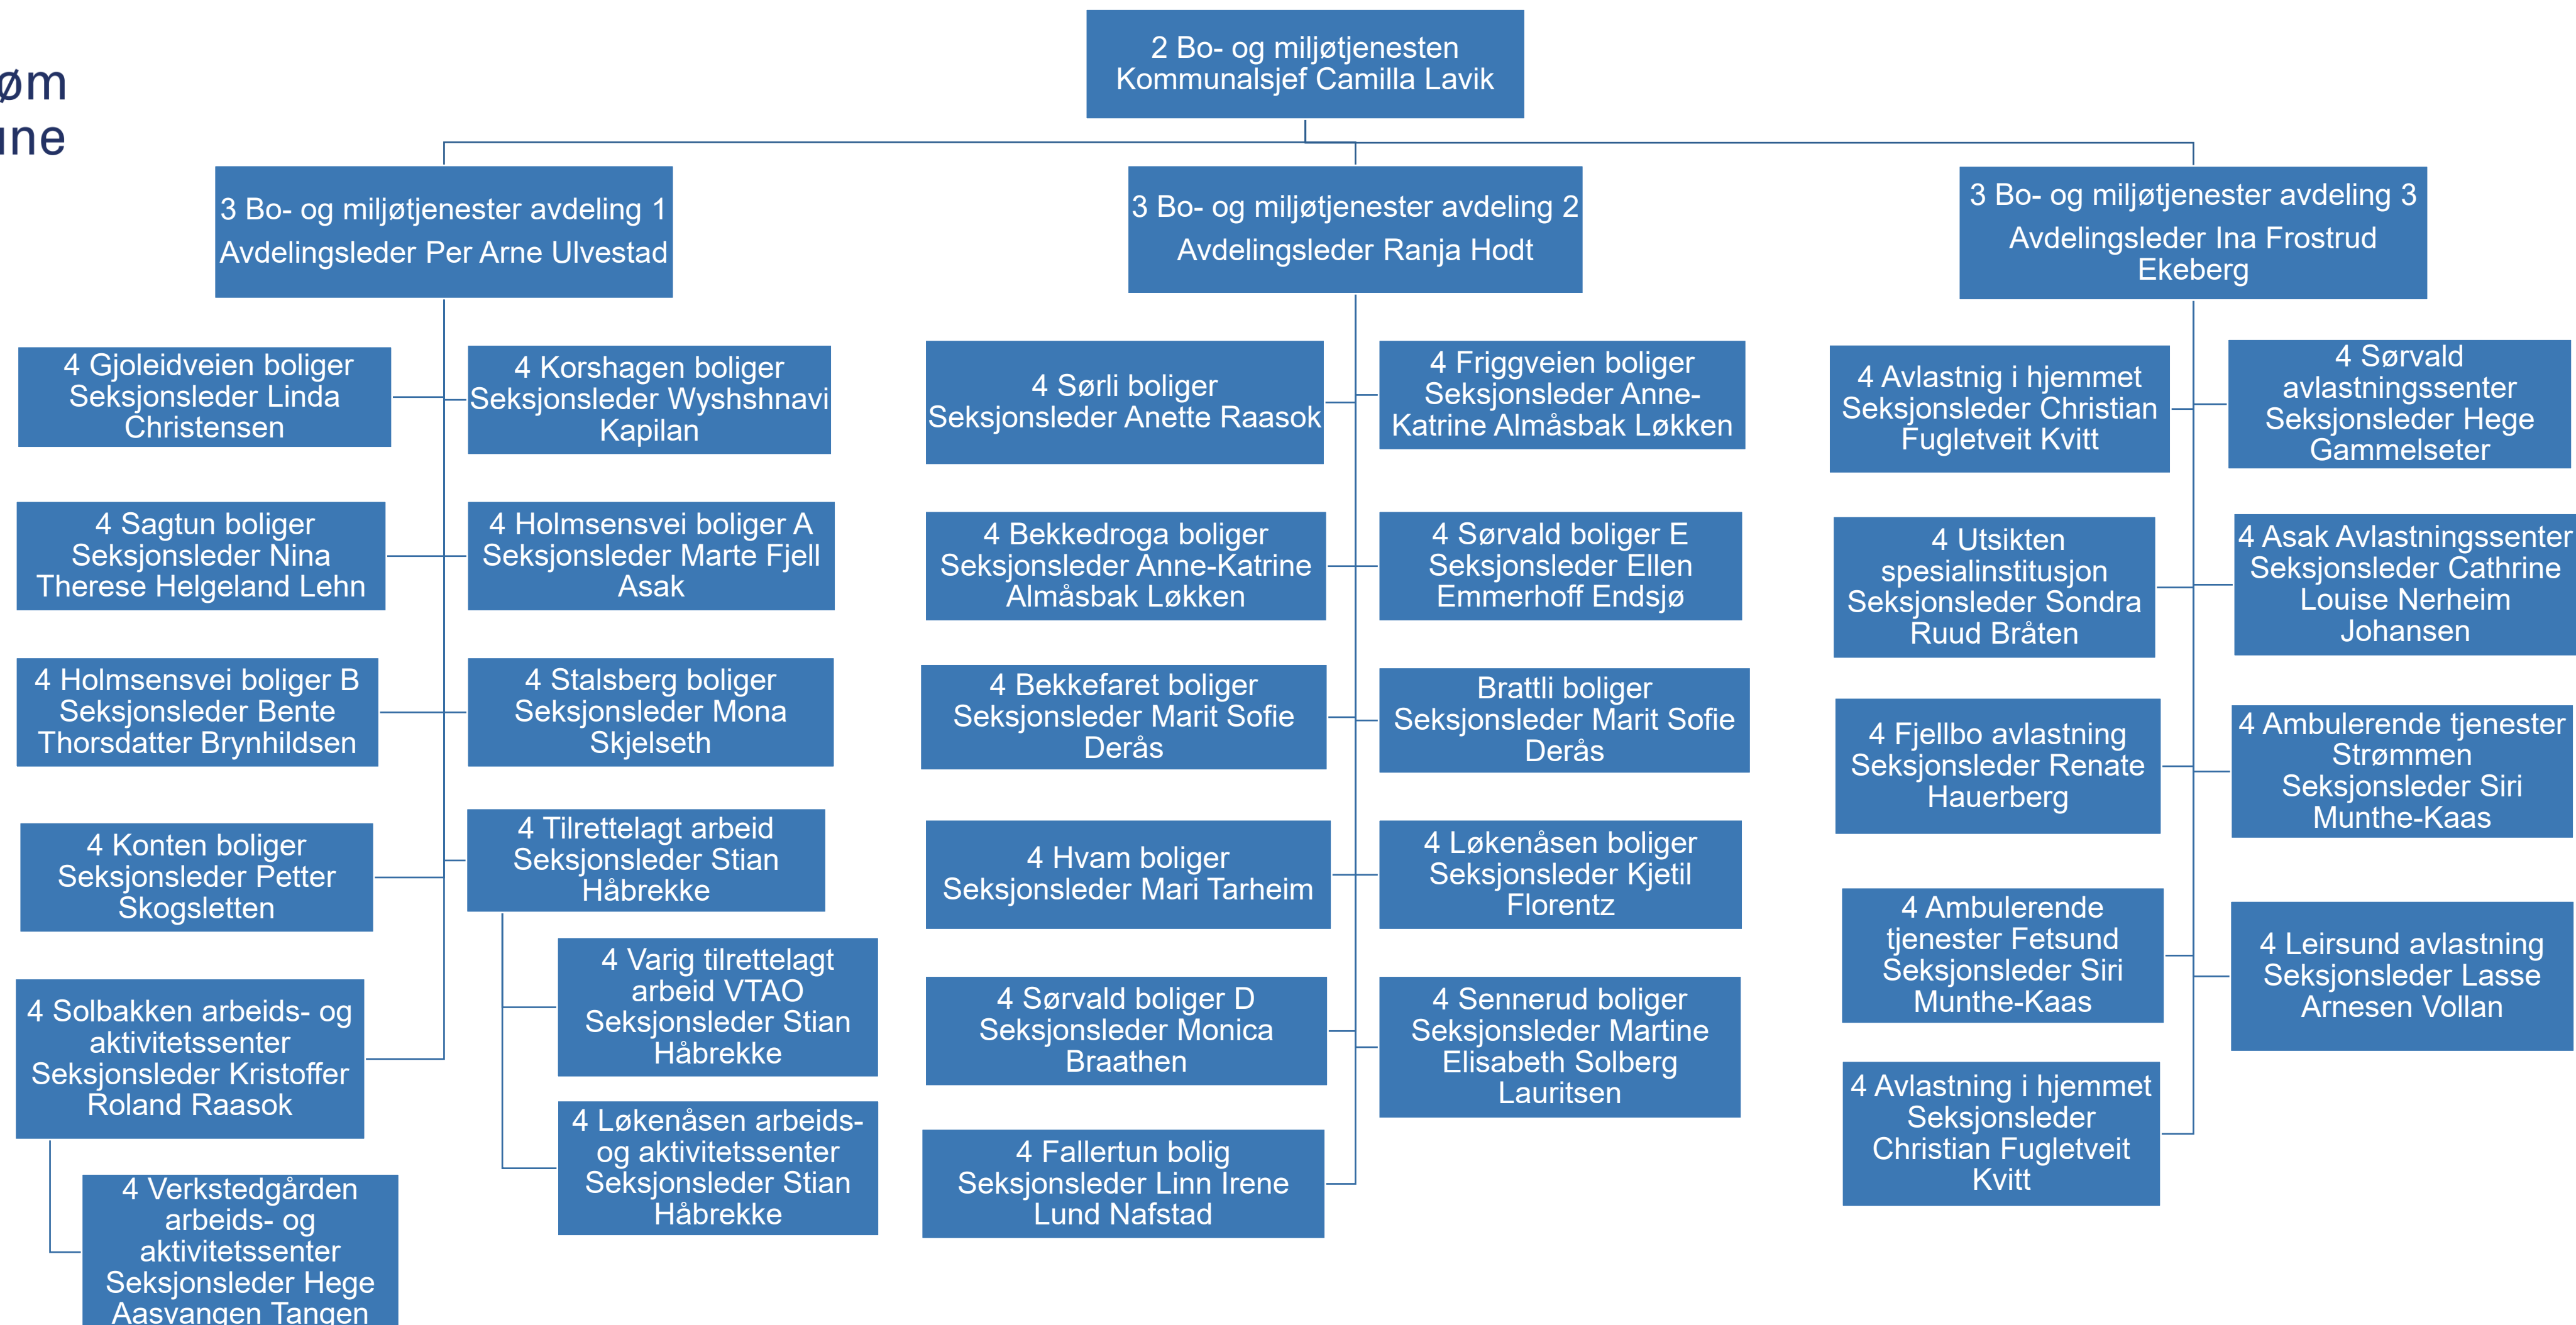 øm
une
2 Bo- og miljøtjenesten
Kommunalsjef Camilla Lavik
3 Bo- og miljøtjenester avdeling 1
Avdelingsleder Per Arne Ulvestad
4 Gjoleidveien boliger
Seksjonsleder Linda
Christensen
4 Korshagen boliger
Seksjonsleder Wyshshnavi
Kapilan
4 Sagtun boliger
Seksjonsleder Nina
Therese Helgeland Lehn
4 Holmsensvei boliger A
Seksjonsleder Marte Fjell
Asak
4 Holmsensvei boliger B
Seksjonsleder Bente
Thorsdatter Brynhildsen
4 Stalsberg boliger
Seksjonsleder Mona
Skjelseth
4 Konten boliger
Seksjonsleder Petter
Skogsletten
4 Tilrettelagt arbeid
Seksjonsleder Stian
Håbrekke
4 Varig tilrettelagt
arbeid VTAO
Seksjonsleder Stian
Håbrekke
4 Løkenåsen arbeids-
og aktivitetssenter
Seksjonsleder Stian
Håbrekke
4 Solbakken arbeids- og
aktivitetssenter
Seksjonsleder Kristoffer
Roland Raasok
4 Verkstedgården
arbeids- og
aktivitetssenter
Seksjonsleder Hege
Aasvangen Tangen
3 Bo- og miljøtjenester avdeling 2
Avdelingsleder Ranja Hodt
4 Sørli boliger
Seksjonsleder Anette Raasok
4 Friggveien boliger
Seksjonsleder Anne-
Katrine Almåsbak Løkken
4 Bekkedroga boliger
Seksjonsleder Anne-Katrine
Almåsbak Løkken
4 Sørvald boliger E
Seksjonsleder Ellen
Emmerhoff Endsjø
4 Bekkefaret boliger
Seksjonsleder Marit Sofie
Derås
Brattli boliger
Seksjonsleder Marit Sofie
Derås
4 Hvam boliger
Seksjonsleder Mari Tarheim
4 Løkenåsen boliger
Seksjonsleder Kjetil
Florentz
4 Sørvald boliger D
Seksjonsleder Monica
Braathen
4 Sennerud boliger
Seksjonsleder Martine
Elisabeth Solberg
Lauritsen
4 Fallertun bolig
Seksjonsleder Linn Irene
Lund Nafstad
3 Bo- og miljøtjenester avdeling 3
Avdelingsleder Ina Frostrud
Ekeberg
4 Avlastnig i hjemmet
Seksjonsleder Christian
Fugletveit Kvitt
4 Sørvald
avlastningssenter
Seksjonsleder Hege
Gammelseter
4 Utsikten
spesialinstitusjon
Seksjonsleder Sondra
Ruud Bråten
4 Asak Avlastningssenter
Seksjonsleder Cathrine
Louise Nerheim
Johansen
4 Fjellbo avlastning
Seksjonsleder Renate
Hauerberg
4 Ambulerende tjenester
Strømmen
Seksjonsleder Siri
Munthe-Kaas
4 Ambulerende
tjenester Fetsund
Seksjonsleder Siri
Munthe-Kaas
4 Leirsund avlastning
Seksjonsleder Lasse
Arnesen Vollan
4 Avlastning i hjemmet
Seksjonsleder
Christian Fugletveit
Kvitt